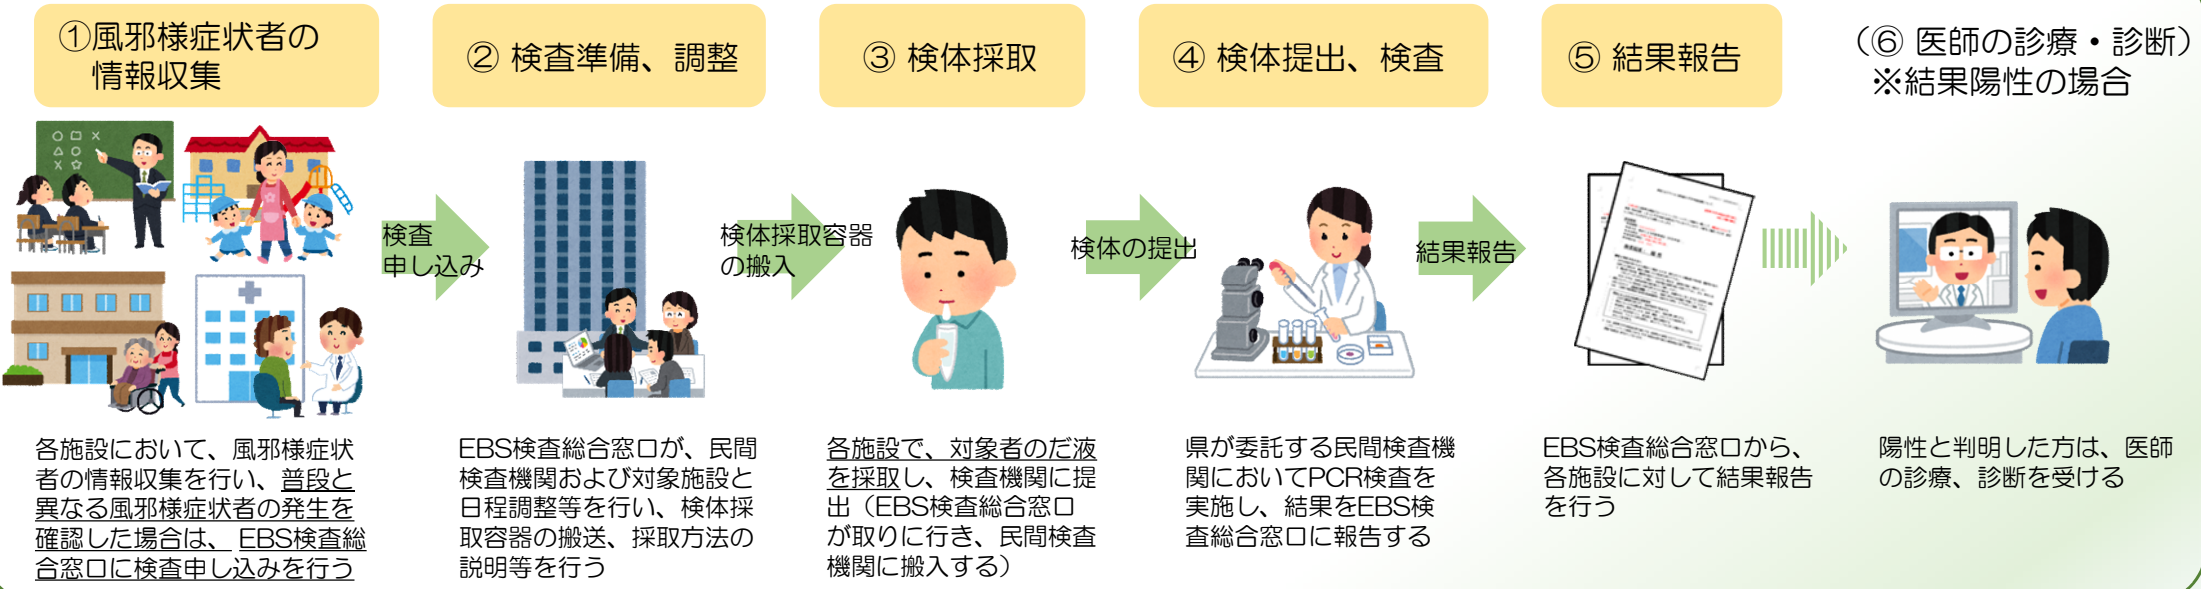 ①風邪様症状者の
情報収集
② 検査準備、調整
③ 検体採取
④ 検体提出、検査
⑤ 結果報告
（⑥ 医師の診療・診断）
※結果陽性の場合
検査
申し込み
検体採取容器
の搬入
検体の提出
結果報告
各施設において、風邪様症状
者の情報収集を行い、普段と
異なる風邪様症状者の発生を
確認した場合は、 EBS検査総
合窓口に検査申し込みを行う
EBS検査総合窓口が、民間
検査機関および対象施設と
日程調整等を行い、検体採
取容器の搬送、採取方法の
説明等を行う
各施設で、対象者のだ液
を採取し、検査機関に提
出（EBS検査総合窓口
が取りに行き、民間検査
機関に搬入する）
県が委託する民間検査機
関においてPCR検査を
実施し、結果をEBS検
査総合窓口に報告する
EBS検査総合窓口から、
各施設に対して結果報告
を行う
陽性と判明した方は、医師
の診療、診断を受ける